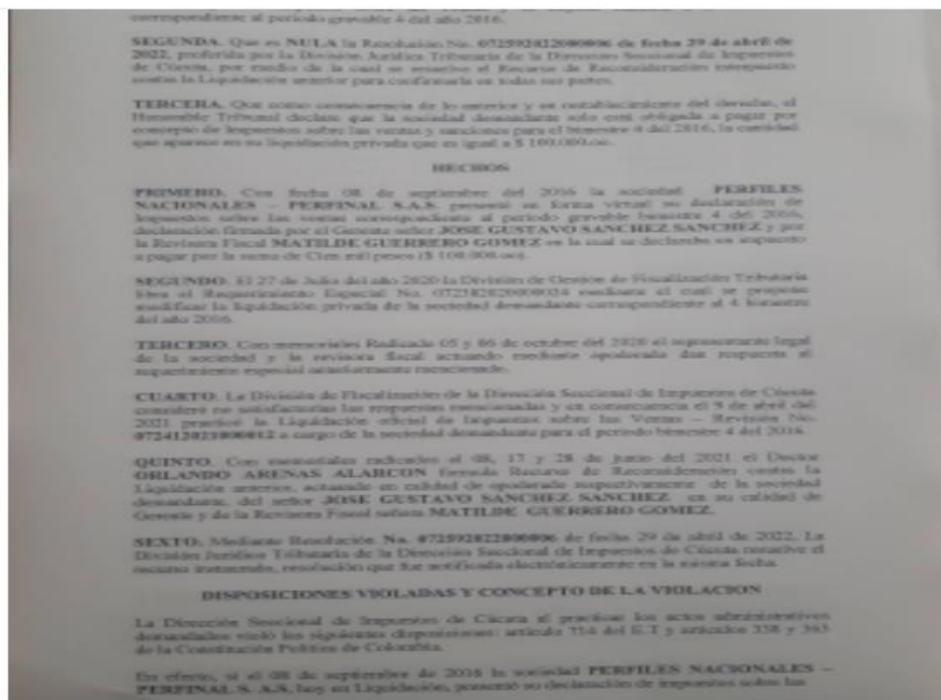 correspondiente al período gravable 4 del año 2016.
SEGUNDA. Que es NULA la Resolución No. 072592022000006 de fecha 29 de abril de
2022, proferida por la División Jurídica Tributaria de la Dirección Seccional de Impuestos
de Cúcuta, por medio de la cual se resuelve el Recurso de Reconsideración interpuesto
contra la Liquidación anterior para confirmarla en todas sus partes.
TERCERA. Que como consecuencia de lo anterior y en restablecimiento del derecho, el
Honorable Tribunal declare que la sociedad demandante solo está obligada a pagar por
concepto de Impuestos sobre las ventas y sanciones para el bimestre 4 del 2016, la cantidad
que aparece en su liquidación privada que es igual a $ 100.000.oo.
HECHOS
PRIMERO. Con fecha 08 de septiembre del 2016 la sociedad PERFILES
NACIONALES – PERFINAL S.A.S. presentó en forma virtual su declaración de
Impuestos sobre las ventas correspondiente al período gravable bimestre 4 del 2016,
declaración firmada por el Gerente señor JOSE GUSTAVO SANCHEZ SANCHEZ y por
la Revisora Fiscal MATILDE GUERRERO GOMEZ en la cual se declaraba un impuesto
a pagar por la suma de Cien mil pesos ($ 100.000.oo).
SEGUNDO. El 27 de Julio del año 2020 la División de Gestión de Fiscalización Tributaria
libra el Requerimiento Especial No. mediante el cual se propone
modificar la liquidación privada de la sociedad demandante correspondiente al 4 bimestre
del año 2016.
TERCERO. Con memoriales Radicado 05 y 06 de octubre del 2020 el representante legal
de la sociedad y la revisora fiscal actuando mediante apoderado dan respuesta al
requerimiento especial anteriormente mencionado.
CUARTO. La División de Fiscalización de la Dirección Seccional de Impuestos de Cúcuta
consideró no satisfactorias las respuestas mencionadas y en consecuencia el 9 de abril del
2021 practicó la Liquidación oficial de Impuestos sobre las Ventas – Revisión No.
072412021000012 a cargo de la sociedad demandante para el período bimestre 4 del 2016.
QUINTO. Con memoriales radicados el 08, 17 y 28 de junio del 2021 el Doctor
ORLANDO ARENAS ALARCON formula Recurso de Reconsideración contra la
Liquidación anterior, actuando en calidad de apoderado respectivamente de la sociedad
demandante, del señor JOSE GUSTAVO SANCHEZ SANCHEZ en su calidad de
Gerente y de la Revisora Fiscal señora MATILDE GUERRERO GOMEZ.
SEXTO. Mediante Resolución No. 072592022000006 de fecha 29 de abril de 2022, La
División Jurídica Tributaria de la Dirección Seccional de Impuestos de Cúcuta resuelve el
recurso instaurado, resolución que fue notificada electrónicamente en la misma fecha.
DISPOSICIONES VIOLADAS Y CONCEPTO DE LA VIOLACION
La Dirección Seccional de Impuestos de Cúcuta al practicar los actos administrativos
demandados violó las siguientes disposiciones: artículo 714 del E.T y artículos 338 y 363
de la Constitución Política de Colombia.
En efecto, si el 08 de septiembre de 2016 la sociedad PERFILES NACIONALES –
PERFINAL S. A.S. hoy en Liquidación, presentó su declaración de impuestos sobre las